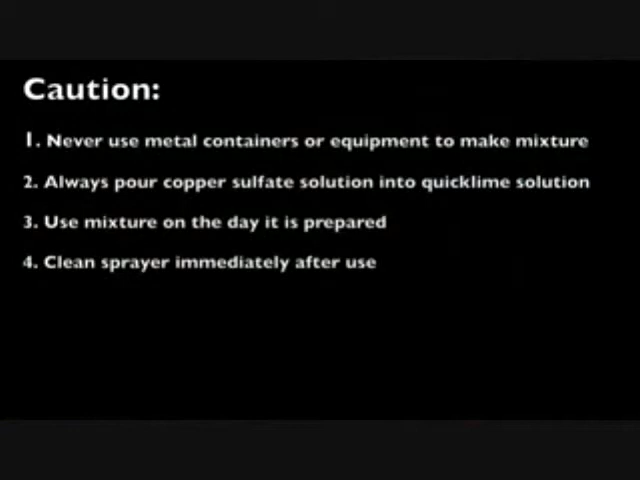 Caution:
1. Never use metal containers or equipment to make mixture
2. Always pour copper sulfate solution into quicklime solution
3. Use mixture on the day it is prepared
4. Clean sprayer immediately after use